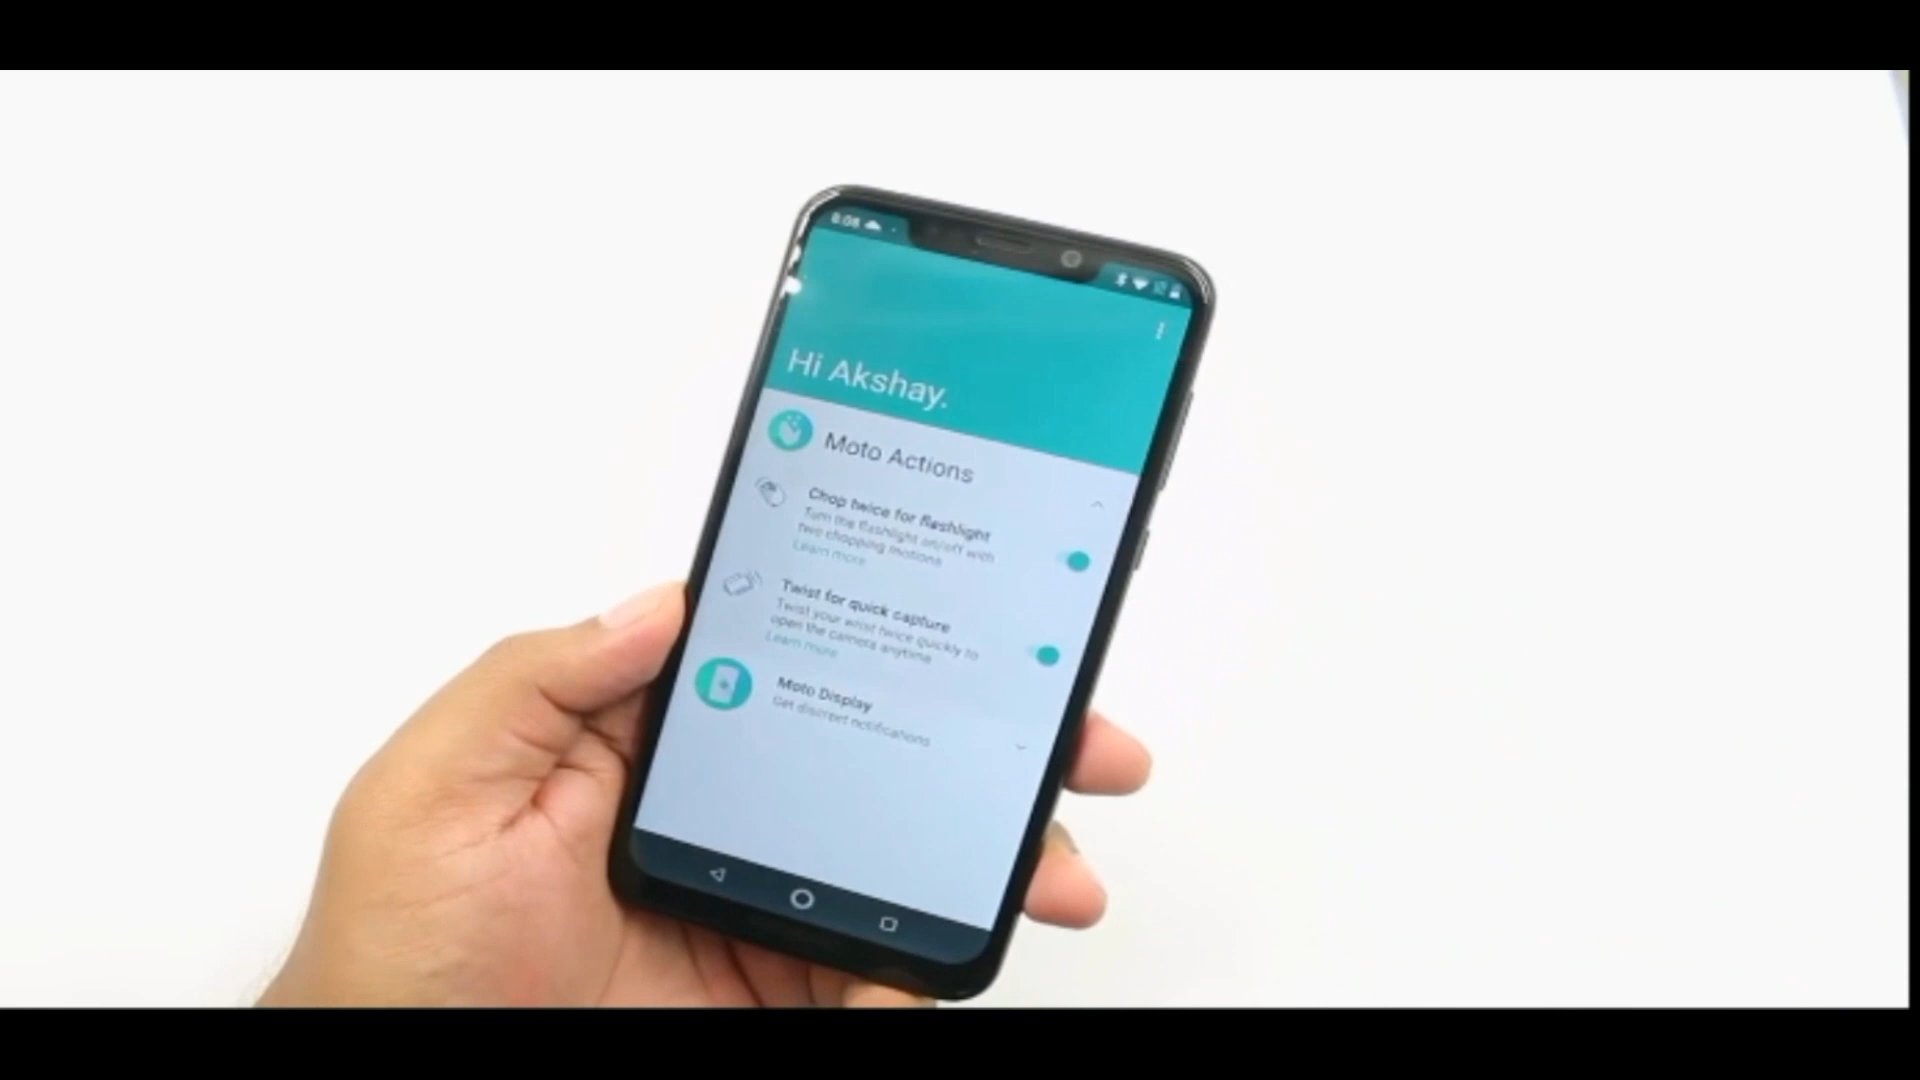 8:08
Hi Akshay.
Moto Actions
Chop twice for flashlight
Turn the flashlight on/off with
two chopping motions
Learn more
Twist for quick capture
Twist your wrist twice quickly to
open the camera anytime
Learn more
Moto Display
Get discreet notifications